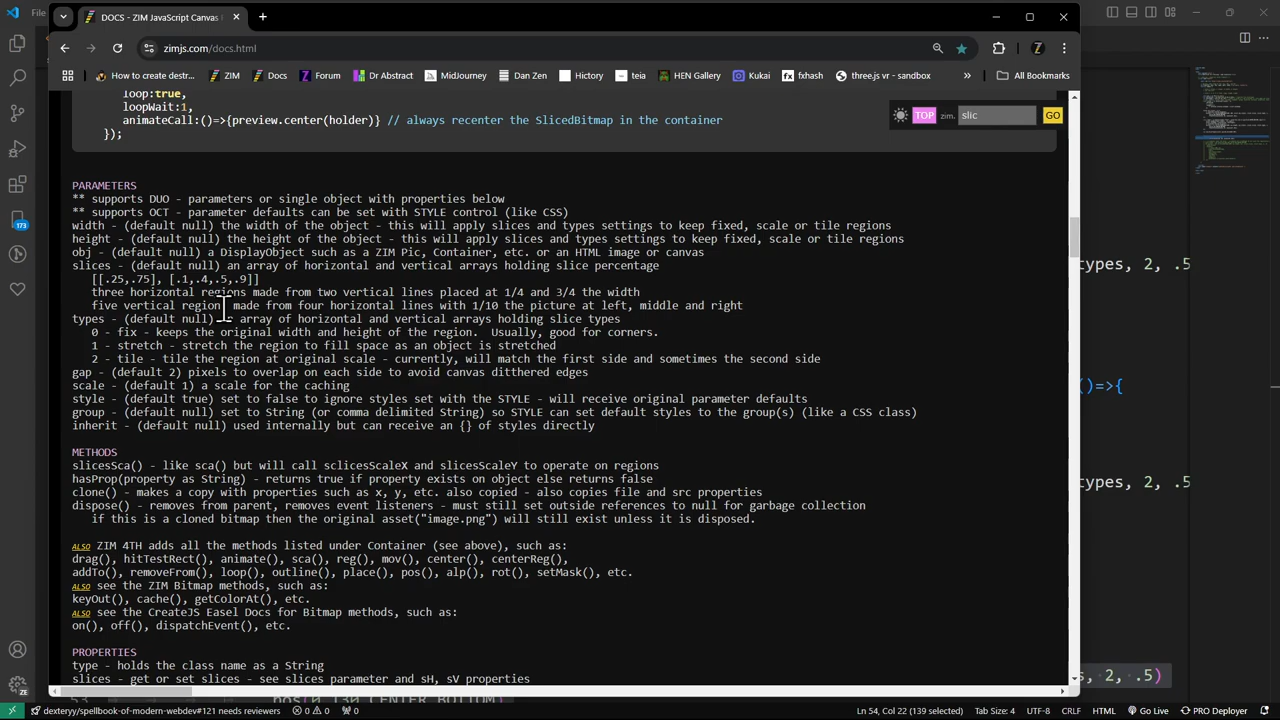 File
DOCS - ZIM JavaScript Canvas
zimjs.com/docs.html
How to create destr...
ZIM
Docs
Forum
Dr Abstract
MidJourney
Dan Zen
Hictory
teia
HEN Gallery
Kukai
fxhash
three.js vr - sandbox
»
All Bookmarks
loop:true,
loopWait:1,
animateCall:()=>{preview.center(holder)} // always recenter the SlicedBitmap in the container
});
TOP zim. slic GO
PARAMETERS
** supports DUO - parameters or single object with properties below
** supports OCT - parameter defaults can be set with STYLE control (like CSS)
width - (default null) the width of the object - this will apply slices and types settings to keep fixed, scale or tile regions
height - (default null) the height of the object - this will apply slices and types settings to keep fixed, scale or tile regions
obj - (default null) a DisplayObject such as a ZIM Pic, Container, etc. or an HTML image or canvas
slices - (default null) an array of horizontal and vertical arrays holding slice percentage
[[.25,.75], [.1,.4,.5,.9]]
three horizontal regions made from two vertical lines placed at 1/4 and 3/4 the width
five vertical region made from four horizontal lines with 1/10 the picture at left, middle and right
types - (default null) array of horizontal and vertical arrays holding slice types
0 - fix - keeps the original width and height of the region. Usually, good for corners.
1 - stretch - stretch the region to fill space as an object is stretched
2 - tile - tile the region at original scale - currently, will match the first side and sometimes the second side
gap - (default 2) pixels to overlap on each side to avoid canvas ditthered edges
scale - (default 1) a scale for the caching
style - (default true) set to false to ignore styles set with the STYLE - will receive original parameter defaults
group - (default null) set to String (or comma delimited String) so STYLE can set default styles to the group(s) (like a CSS class)
inherit - (default null) used internally but can receive an {} of styles directly
METHODS
slicesSca() - like sca() but will call sclicesScaleX and slicesScaleY to operate on regions
hasProp(property as String) - returns true if property exists on object else returns false
clone() - makes a copy with properties such as x, y, etc. also copied - also copies file and src properties
dispose() - removes from parent, removes event listeners - must still set outside references to null for garbage collection
if this is a cloned bitmap then the original asset("image.png") will still exist unless it is disposed.
ALSO ZIM 4TH adds all the methods listed under Container (see above), such as:
drag(), hitTestRect(), animate(), sca(), reg(), mov(), center(), centerReg(),
addTo(), removeFrom(), loop(), outline(), place(), pos(), alp(), rot(), setMask(), etc.
ALSO see the ZIM Bitmap methods, such as:
keyOut(), cache(), getColorAt(), etc.
ALSO see the CreateJS Easel Docs for Bitmap methods, such as:
on(), off(), dispatchEvent(), etc.
PROPERTIES
type - holds the class name as a String
slices - get or set slices - see slices parameter and sH, sV properties
types, 2, .5
()=>{
types, 2, .5
s, 2, .5)
173
dexteryy/spellbook-of-modern-webdev#121 needs reviewers
0
0
0
Ln 54, Col 22 (139 selected)
Tab Size: 4
UTF-8
CRLF
HTML
Go Live
PRO Deployer